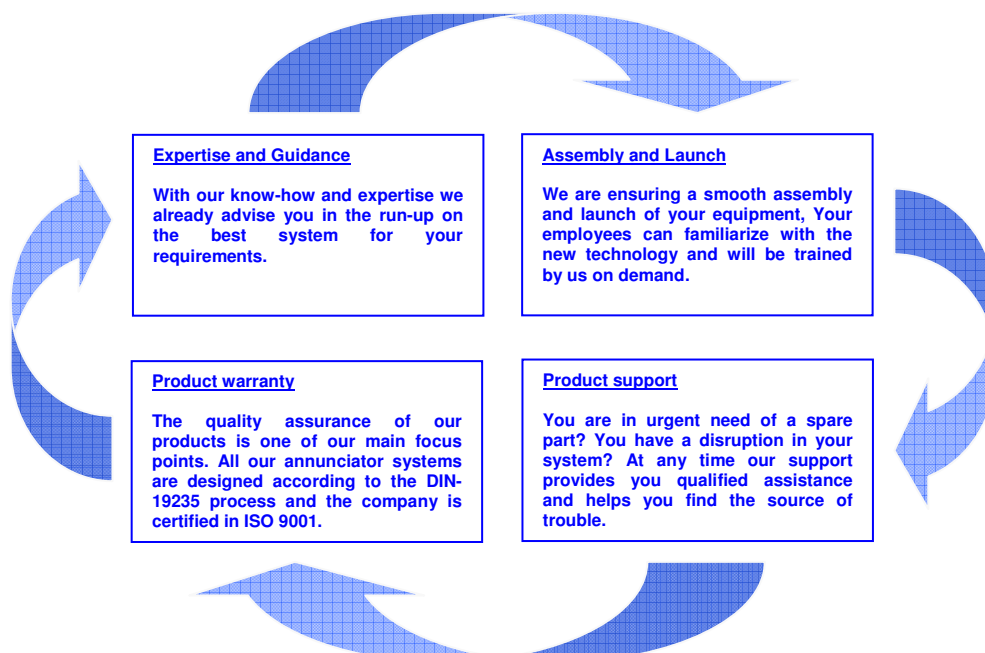 Expertise and Guidance
With our know-how and expertise we
already advise you in the run-up on
the best system for your
requirements.
Assembly and Launch
We are ensuring a smooth assembly
and launch of your equipment, Your
employees can familiarize with the
new technology and will be trained
by us on demand.
Product warranty
The quality assurance of our
products is one of our main focus
points. All our annunciator systems
are designed according to the DIN-
19235 process and the company is
certified in ISO 9001.
Product support
You are in urgent need of a spare
part? You have a disruption in your
system? At any time our support
provides you qualified assistance
and helps you find the source of
trouble.